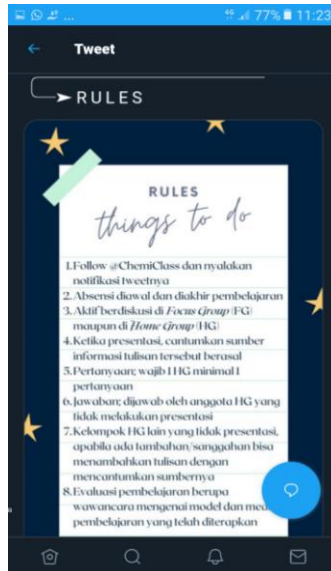 77% 11:23
Tweet
RULES
RULES
things to do
1.Follow @ChemiClass dan nyalakan
notifikasi tweetnya
2.Absensi diawal dan diakhir pembelajaran
3.Aktif berdiskusi di Focus Group (FG)
maupun di Home Group (HG)
4.Ketika presentasi, cantumkan sumber
informasi tulisan tersebut berasal
5.Pertanyaan; wajib 1 HG minimal 1
pertanyaan
6.Jawaban; dijawab oleh anggota HG yang
tidak melakukan presentasi
7.Kelompok HG lain yang tidak presentasi,
apabila ada tambahan/sanggahan bisa
menambahkan tulisan dengan
mencantumkan sumbernya
8.Evaluasi pembelajaran berupa
wawancara mengenai model dan
pembelajaran yang telah diterapkan